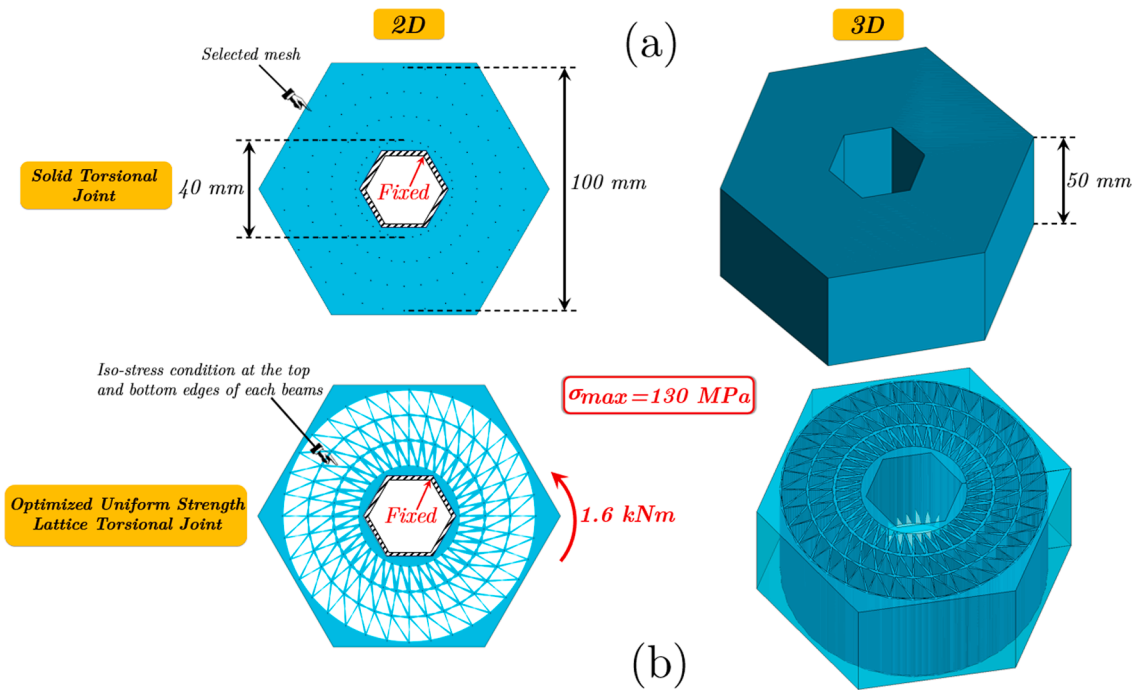 2D
(a)
3D
Selected mesh
Solid Torsional
Joint
40 mm
Fixed
100 mm
50 mm
Iso-stress condition at the top
and bottom edges of each beams
σmax=130 MPa
Optimized Uniform Strength
Lattice Torsional Joint
Fixed
1.6 kNm
(b)